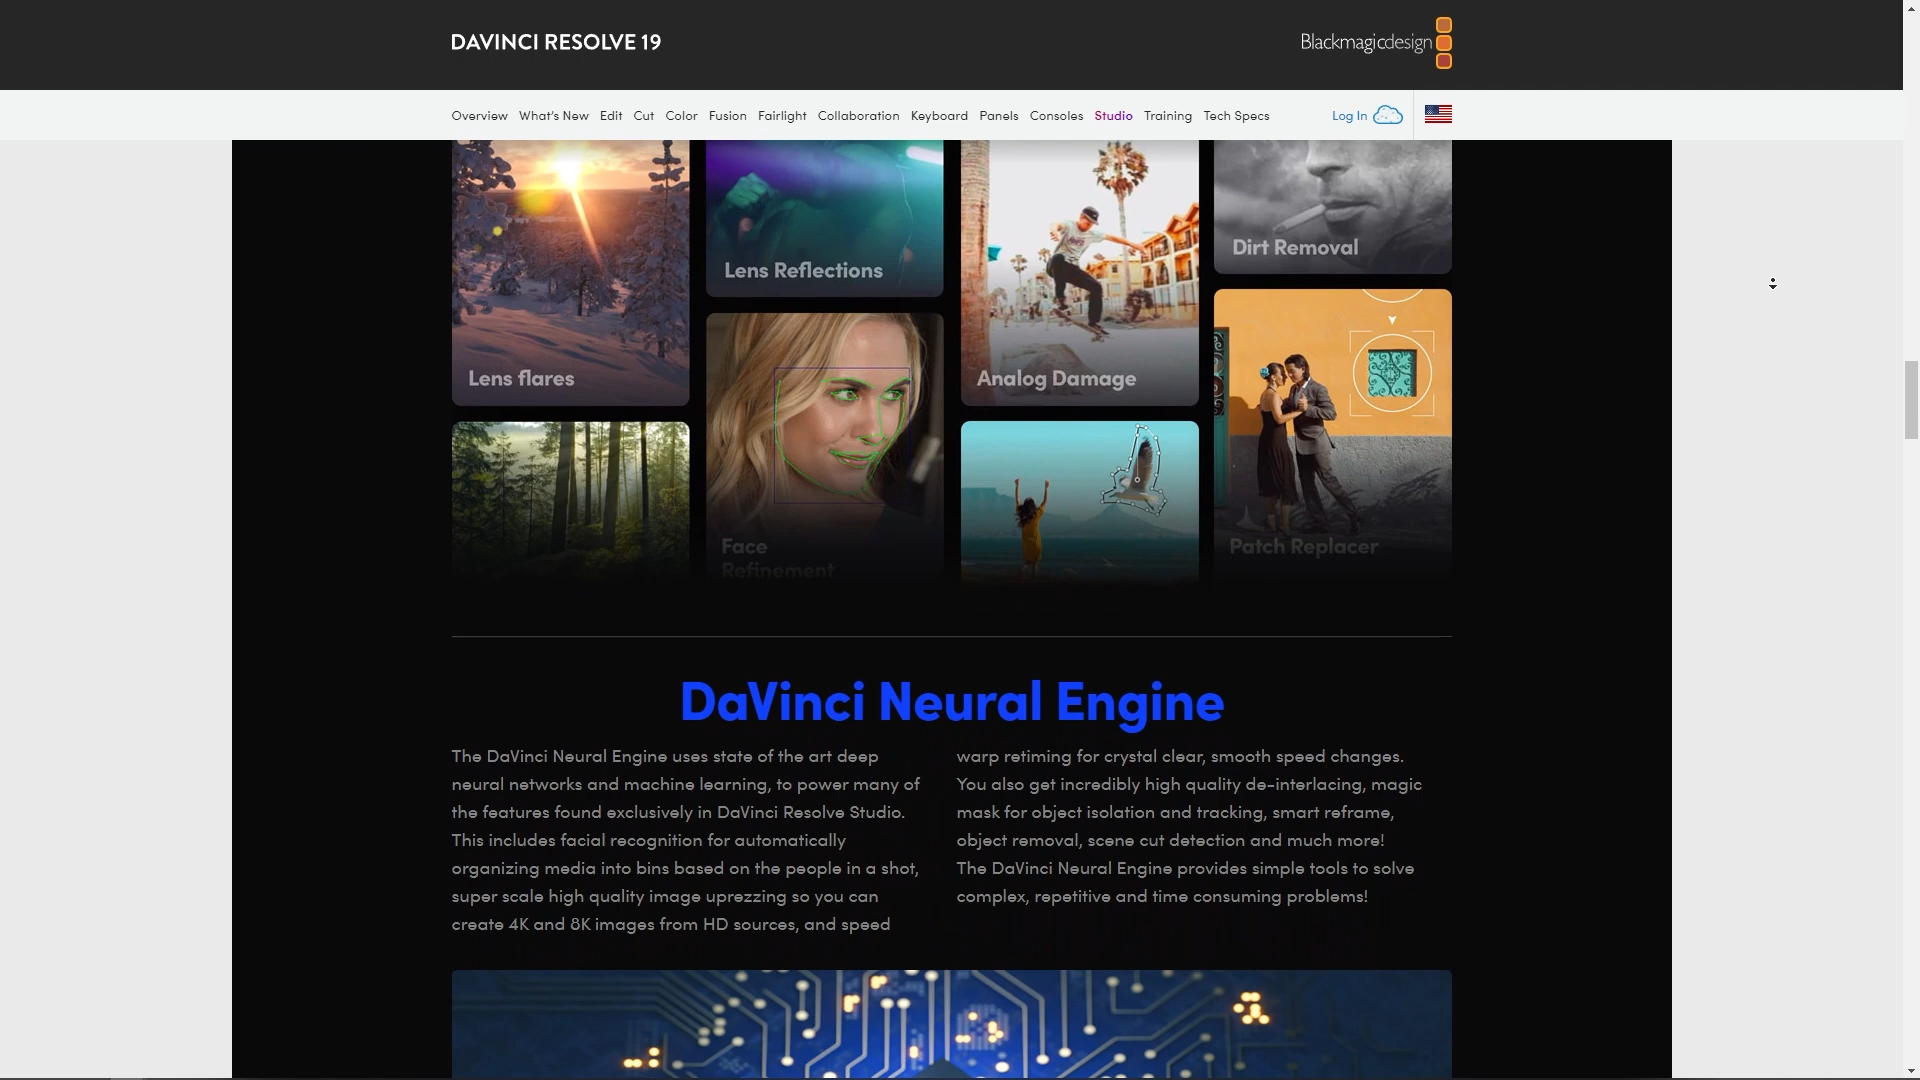 DAVINCI RESOLVE 19
Blackmagicdesign
Overview What's New Edit Cut Color Fusion Fairlight Collaboration Keyboard Panels Consoles Studio Training Tech Specs Log In
Lens flares
Lens Reflections
Face
Refinement
Analog Damage
Dirt Removal
Patch Replacer
DaVinci Neural Engine
The DaVinci Neural Engine uses state of the art deep
neural networks and machine learning, to power many of
the features found exclusively in DaVinci Resolve Studio.
This includes facial recognition for automatically
organizing media into bins based on the people in a shot,
super scale high quality image uprezzing so you can
create 4K and 8K images from HD sources, and speed
warp retiming for crystal clear, smooth speed changes.
You also get incredibly high quality de-interlacing, magic
mask for object isolation and tracking, smart reframe,
object removal, scene cut detection and much more!
The DaVinci Neural Engine provides simple tools to solve
complex, repetitive and time consuming problems!